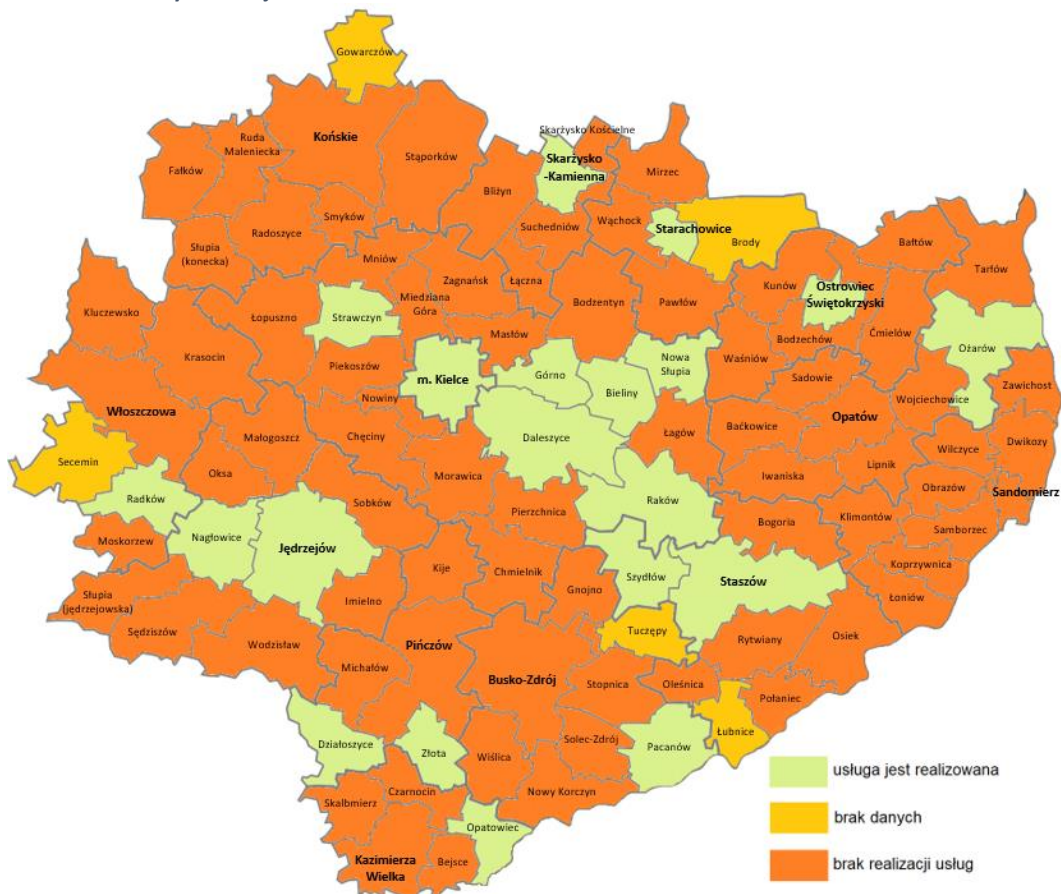 Gowarczów
Końskie
Ruda
Maleniecka
Fałków
Stąporków
Skarżysko Kościelne
Skarżysko
-Kamienna
Mirzec
Bliżyn
Smyków
Radoszyce
Słupia
(konecka)
Suchedniów
Wąchock
Starachowice
Brody
Bałtów
Tarłów
Mniów
Zagnańsk
Łączna
Bodzentyn
Pawłów
Kunów
Ostrowiec
Świętokrzyski
Kluczewsko
Łopuszno
Strawczyn
Miedziana
Góra
Masłów
Bodzechów
Ćmielów
Ożarów
Krasocin
Piekoszów
m. Kielce
Górno
Bieliny
Nowa
Słupia
Waśniów
Sadowie
Wojciechowice
Zawichost
Włoszczowa
Nowiny
Chęciny
Daleszyce
Łagów
Baćkowice
Opatów
Wilczyce
Dwikozy
Secemin
Małogoszcz
Oksa
Morawica
Iwaniska
Lipnik
Obrazów
Sandomierz
Radków
Sobków
Pierzchnica
Raków
Bogoria
Klimontów
Samborzec
Moskorzew
Nagłowice
Jędrzejów
Kije
Chmielnik
Gnojno
Szydłów
Staszów
Koprzywnica
Łoniów
Słupia
(jędrzejowska)
Sędziszów
Imielno
Wodzisław
Pińczów
Michałów
Tuczępy
Rytwiany
Osiek
Busko-Zdrój
Stopnica
Oleśnica
Połaniec
Łubnice
Działoszyce
Złota
Wiślica
Solec-Zdrój
Pacanów
Skalbmierz
Czarnocin
Nowy Korczyn
Opatowiec
Kazimierza
Wielka
Bejsce
usługa jest realizowana
brak danych
brak realizacji usług